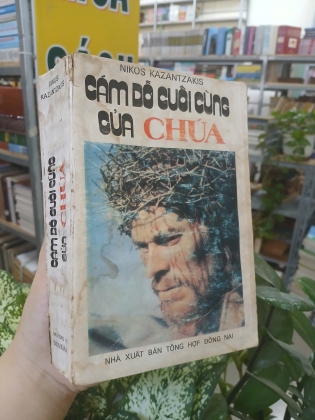 NIKOS KAZANTZAKIS
CÁM DỖ CUỐI CÙNG
CỦA CHÚA
NHÀ XUẤT BẢN TỔNG HỢP ĐỒNG NAI
NIKOS
KAZANTZAKIS
CÁM DỖ CUỐI CÙNG
CỦA CHÚA
SÁCH